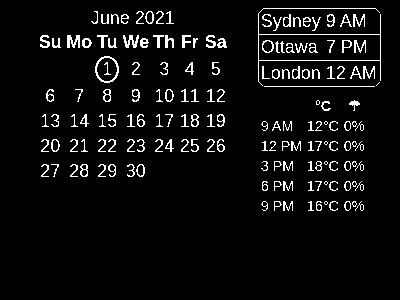 June 2021
Su Mo Tu We Th Fr Sa
1 2 3 4 5
6 7 8 9 10 11 12
13 14 15 16 17 18 19
20 21 22 23 24 25 26
27 28 29 30
Sydney 9 AM
Ottawa 7 PM
London 12 AM
°C
9 AM 12°C 0%
12 PM 17°C 0%
3 PM 18°C 0%
6 PM 17°C 0%
9 PM 16°C 0%